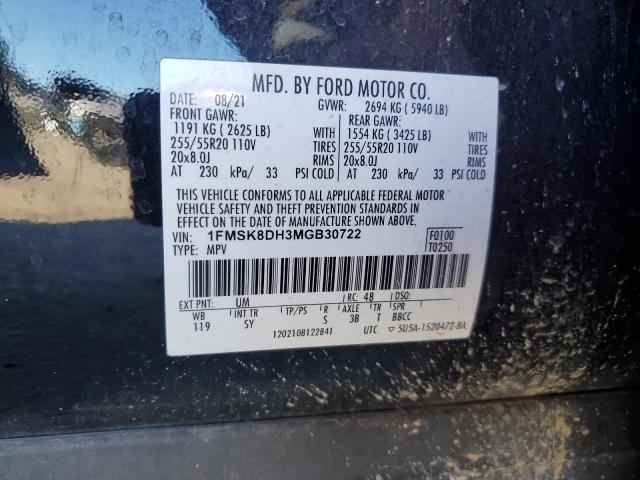 MFD. BY FORD MOTOR CO.
DATE: 08/21 GVWR: 2694 KG ( 5940 LB)
FRONT GAWR: REAR GAWR:
1191 KG ( 2625 LB) WITH 1554 KG ( 3425 LB) WITH
255/55R20 110V TIRES 255/55R20 110V TIRES
20x8.0J RIMS 20x8.0J RIMS
AT 230 kPa/ 33 PSI COLD AT 230 kPa/ 33 PSI COLD
THIS VEHICLE CONFORMS TO ALL APPLICABLE FEDERAL MOTOR
VEHICLE SAFETY AND THEFT PREVENTION STANDARDS IN
EFFECT ON THE DATE OF MANUFACTURE SHOWN ABOVE.
VIN: 1FMSK8DH3MGB30722 F0100
TYPE: MPV T0250
EXT PNT: UM RC: 48 DSO:
WB INT TR TP/PS R AXLE TR SPR
119 SY S 3B T BBCC
1202108122841 UTC ▽ 5U5A-1520472-BA